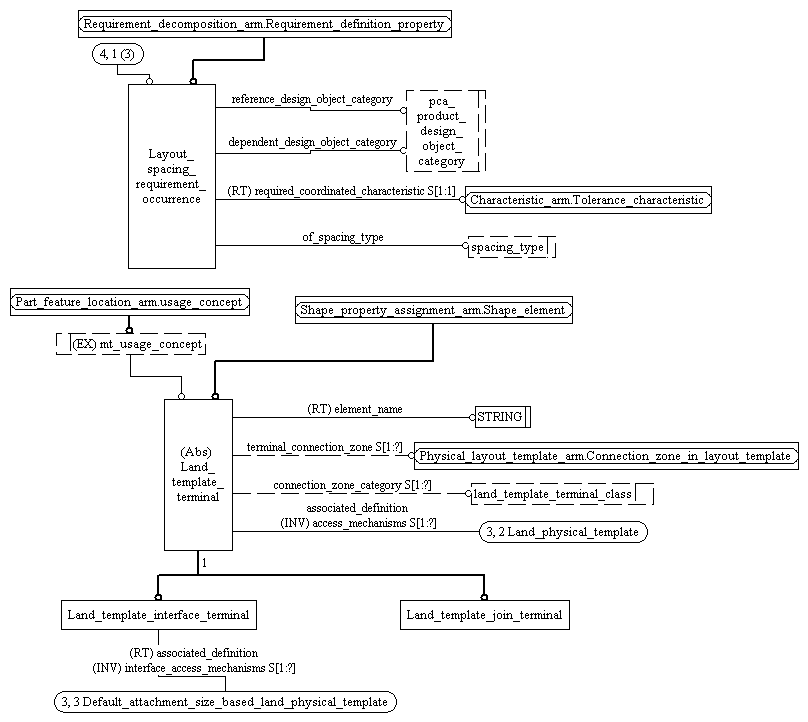 Requirement_decomposition_arm.Requirement_definition_property
4, 1 (3)
reference_design_object_category
pca_
product_
design_
object_
category
dependent_design_object_category
Layout_
spacing_
requirement_
occurrence
(RT) required_coordinated_characteristic S[1:1]
Characteristic_arm.Tolerance_characteristic
of_spacing_type
spacing_type
Part_feature_location_arm.usage_concept
Shape_property_assignment_arm.Shape_element
(EX) mt_usage_concept
(RT) element_name
STRING
(Abs)
Land_
template_
terminal
terminal_connection_zone S[1:?]
Physical_layout_template_arm.Connection_zone_in_layout_template
connection_zone_category S[1:?]
land_template_terminal_class
associated_definition
(INV) access_mechanisms S[1:?]
3, 2 Land_physical_template
1
Land_template_interface_terminal
Land_template_join_terminal
(RT) associated_definition
(INV) interface_access_mechanisms S[1:?]
3, 3 Default_attachment_size_based_land_physical_template